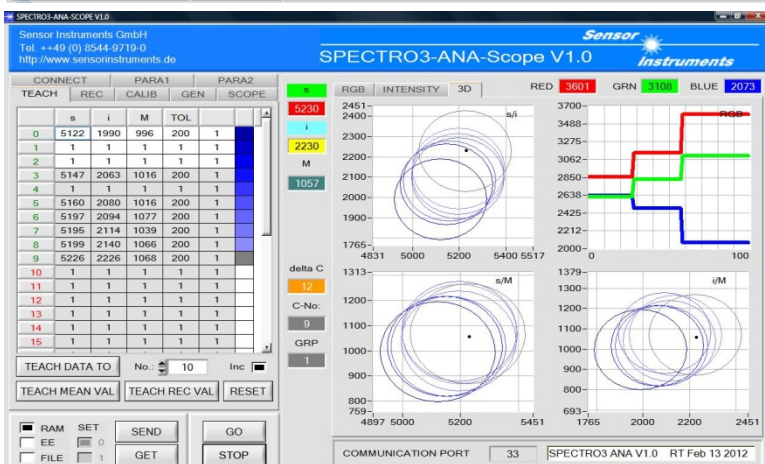 SPECTRO3-ANA-SCOPE V1.0
Sensor Instruments GmbH
Tel. ++49 (0) 8544-9719-0
http://www.sensorinstruments.de
SPECTRO3-ANA-Scope V1.0
Sensor
Instruments
CONNECT PARA1 PARA2
TEACH REC CALIB GEN SCOPE
s i M TOL
0 5122 1990 996 200 1
1 1 1 1 1 1
2 1 1 1 1 1
3 5147 2063 1016 200 1
4 1 1 1 1 1
5 5160 2080 1016 200 1
6 5197 2094 1077 200 1
7 5195 2114 1039 200 1
8 5199 2140 1066 200 1
9 5226 2226 1068 200 1
10 1 1 1 1 1
11 1 1 1 1 1
12 1 1 1 1 1
13 1 1 1 1 1
14 1 1 1 1 1
15 1 1 1 1 1
TEACH DATA TO No.: 10 Inc
TEACH MEAN VAL TEACH REC VAL RESET
RAM SET SEND GO
EE 0
FILE 1 GET STOP
s
5230
i
2230
M
1057
delta C
12
C-No:
9
GRP
1
RGB INTENSITY 3D RED 3601 GRN 3108 BLUE 2073
s/i
2451
2400
2300
2200
2100
2000
1900
1765
4831 5000 5200 5400 5517
RGB
3700
3488
3275
3062
2850
2638
2425
2212
2000
0 100
s/M
1313
1200
1100
1000
900
800
759
4897 5000 5200 5451
i/M
1379
1300
1200
1100
1000
900
800
693
1765 2000 2200 2451
COMMUNICATION PORT 33 SPECTRO3 ANA V1.0 RT Feb 13 2012